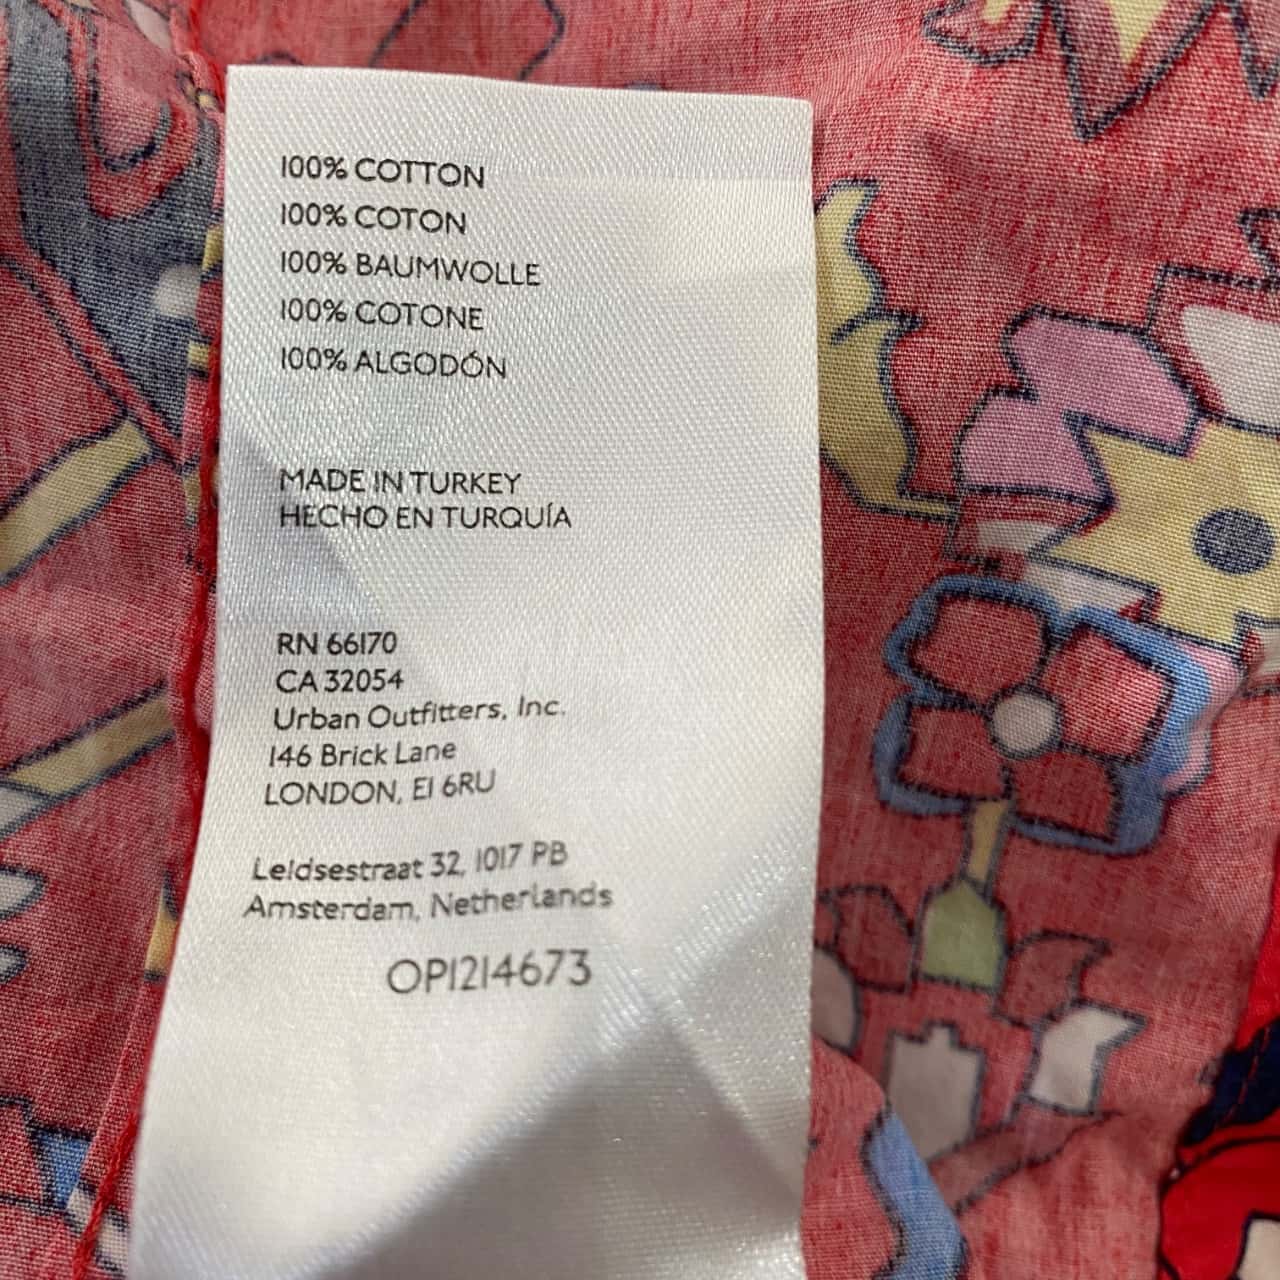 100% COTTON
100% COTON
100% BAUMWOLLE
100% COTONE
100% ALGODÓN
MADE IN TURKEY
HECHO EN TURQUÍA
RN 66170
CA 32054
Urban Outfitters, Inc.
146 Brick Lane
LONDON, E1 6RU
Leidsestraat 32, 1017 PB
Amsterdam, Netherlands
OP1214673